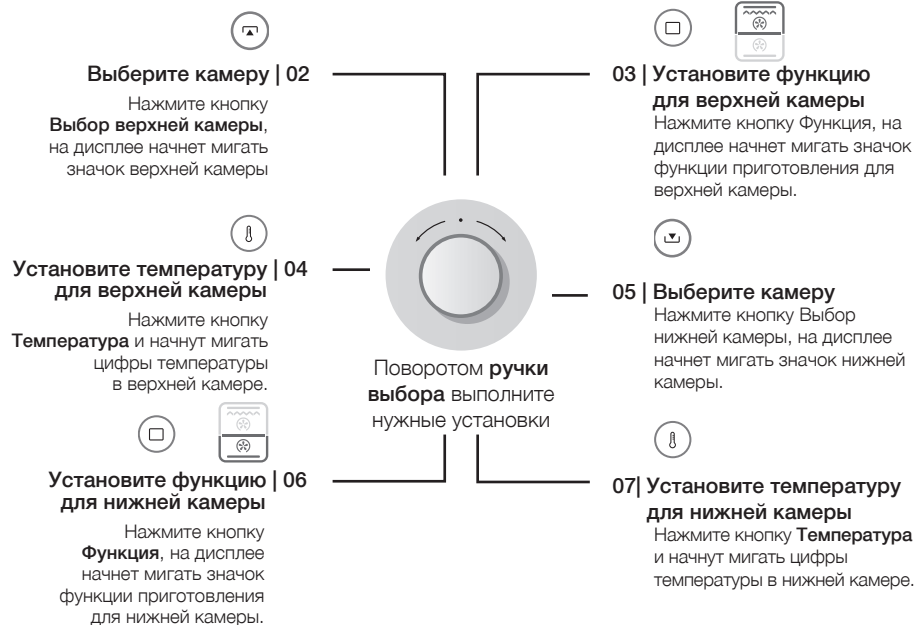 Выберите камеру | 02
Нажмите кнопку
Выбор верхней камеры,
на дисплее начнет мигать
значок верхней камеры
03 | Установите функцию
для верхней камеры
Нажмите кнопку Функция, на
дисплее начнет мигать значок
функции приготовления для
верхней камеры.
Установите температуру | 04
для верхней камеры
Нажмите кнопку
Температура и начнут мигать
цифры температуры
в верхней камере.
05 | Выберите камеру
Нажмите кнопку Выбор
нижней камеры, на дисплее
начнет мигать значок нижней
камеры.
Поворотом ручки
выбора выполните
нужные установки
Установите функцию | 06
для нижней камеры
Нажмите кнопку
Функция, на дисплее
начнет мигать значок
функции приготовления
для нижней камеры.
07| Установите температуру
для нижней камеры
Нажмите кнопку Температура
и начнут мигать цифры
температуры в нижней камере.